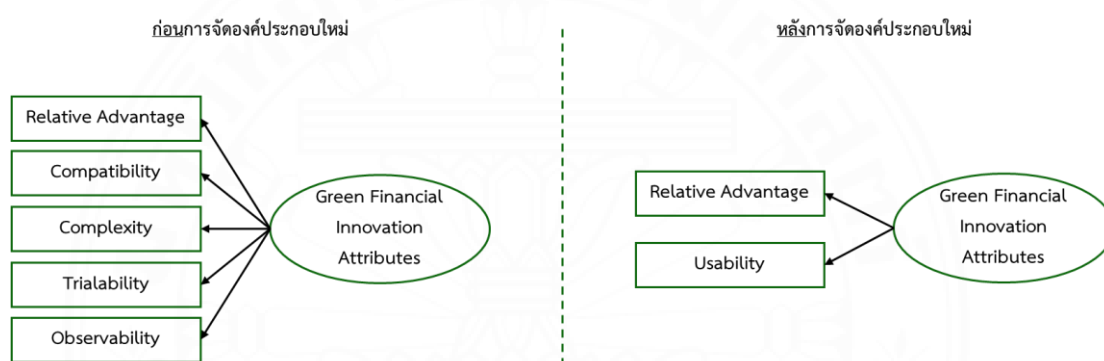 ก่อนการจัดองค์ประกอบใหม่
Relative Advantage
Compatibility
Complexity
Trialability
Observability
Green Financial
Innovation
Attributes
หลังการจัดองค์ประกอบใหม่
Relative Advantage
Usability
Green Financial
Innovation
Attributes